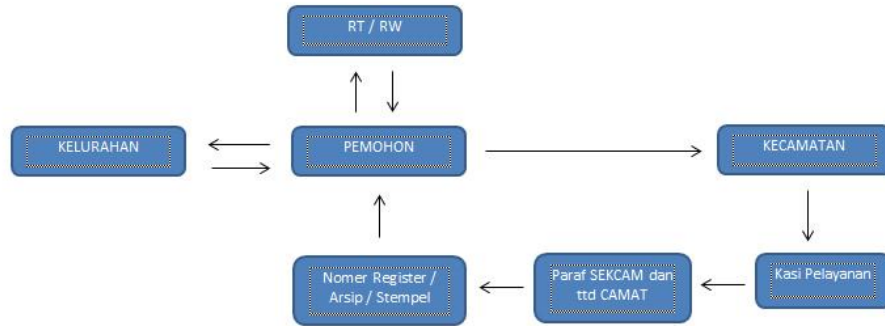 RT / RW
KELURAHAN
PEMOHON
KECAMATAN
Nomer Register /
Arsip / Stempel
Paraf SEKCAM dan
ttd CAMAT
Kasi Pelayanan